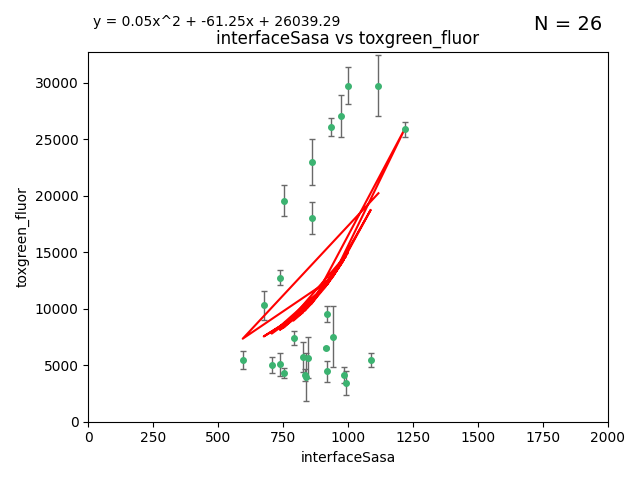 y = 0.05x^2 + -61.25x + 26039.29
N = 26
interfaceSasa vs toxgreen_fluor
30000
25000
20000
15000
10000
5000
0
toxgreen_fluor
0 250 500 750 1000 1250 1500 1750 2000
interfaceSasa